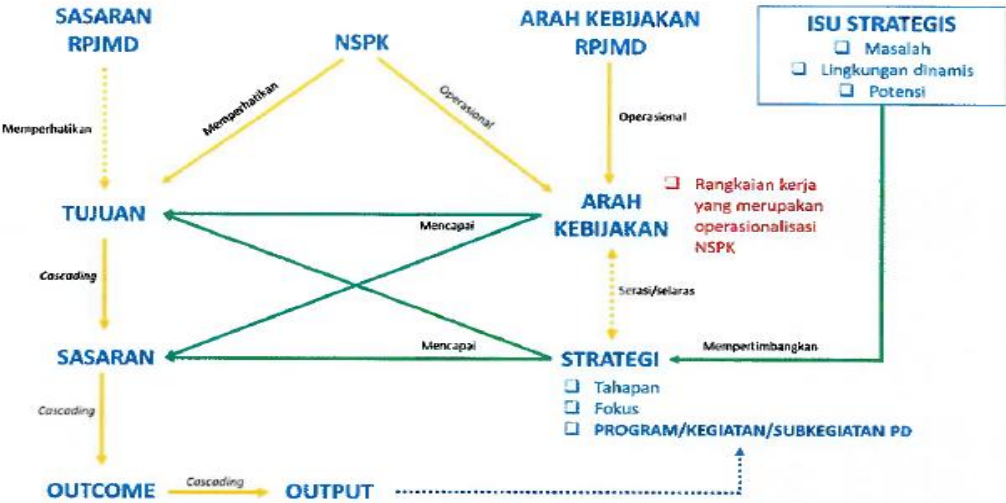 SASARAN
RPJMD
NSPK
ARAH KEBIJAKAN
RPJMD
ISU STRATEGIS
Masalah
Lingkungan dinamis
Potensi
Memperhatikan
Memperhatikan
Operasional
Operasional
TUJUAN
ARAH
KEBIJAKAN
Rangkaian kerja
yang merupakan
operasionalisasi
NSPK
Mencapai
Cascading
Serasi/selaras
SASARAN
Mencapai
STRATEGI
Mempertimbangkan
Tahapan
Fokus
PROGRAM/KEGIATAN/SUBKEGIATAN PD
Cascading
OUTCOME
Cascading
OUTPUT